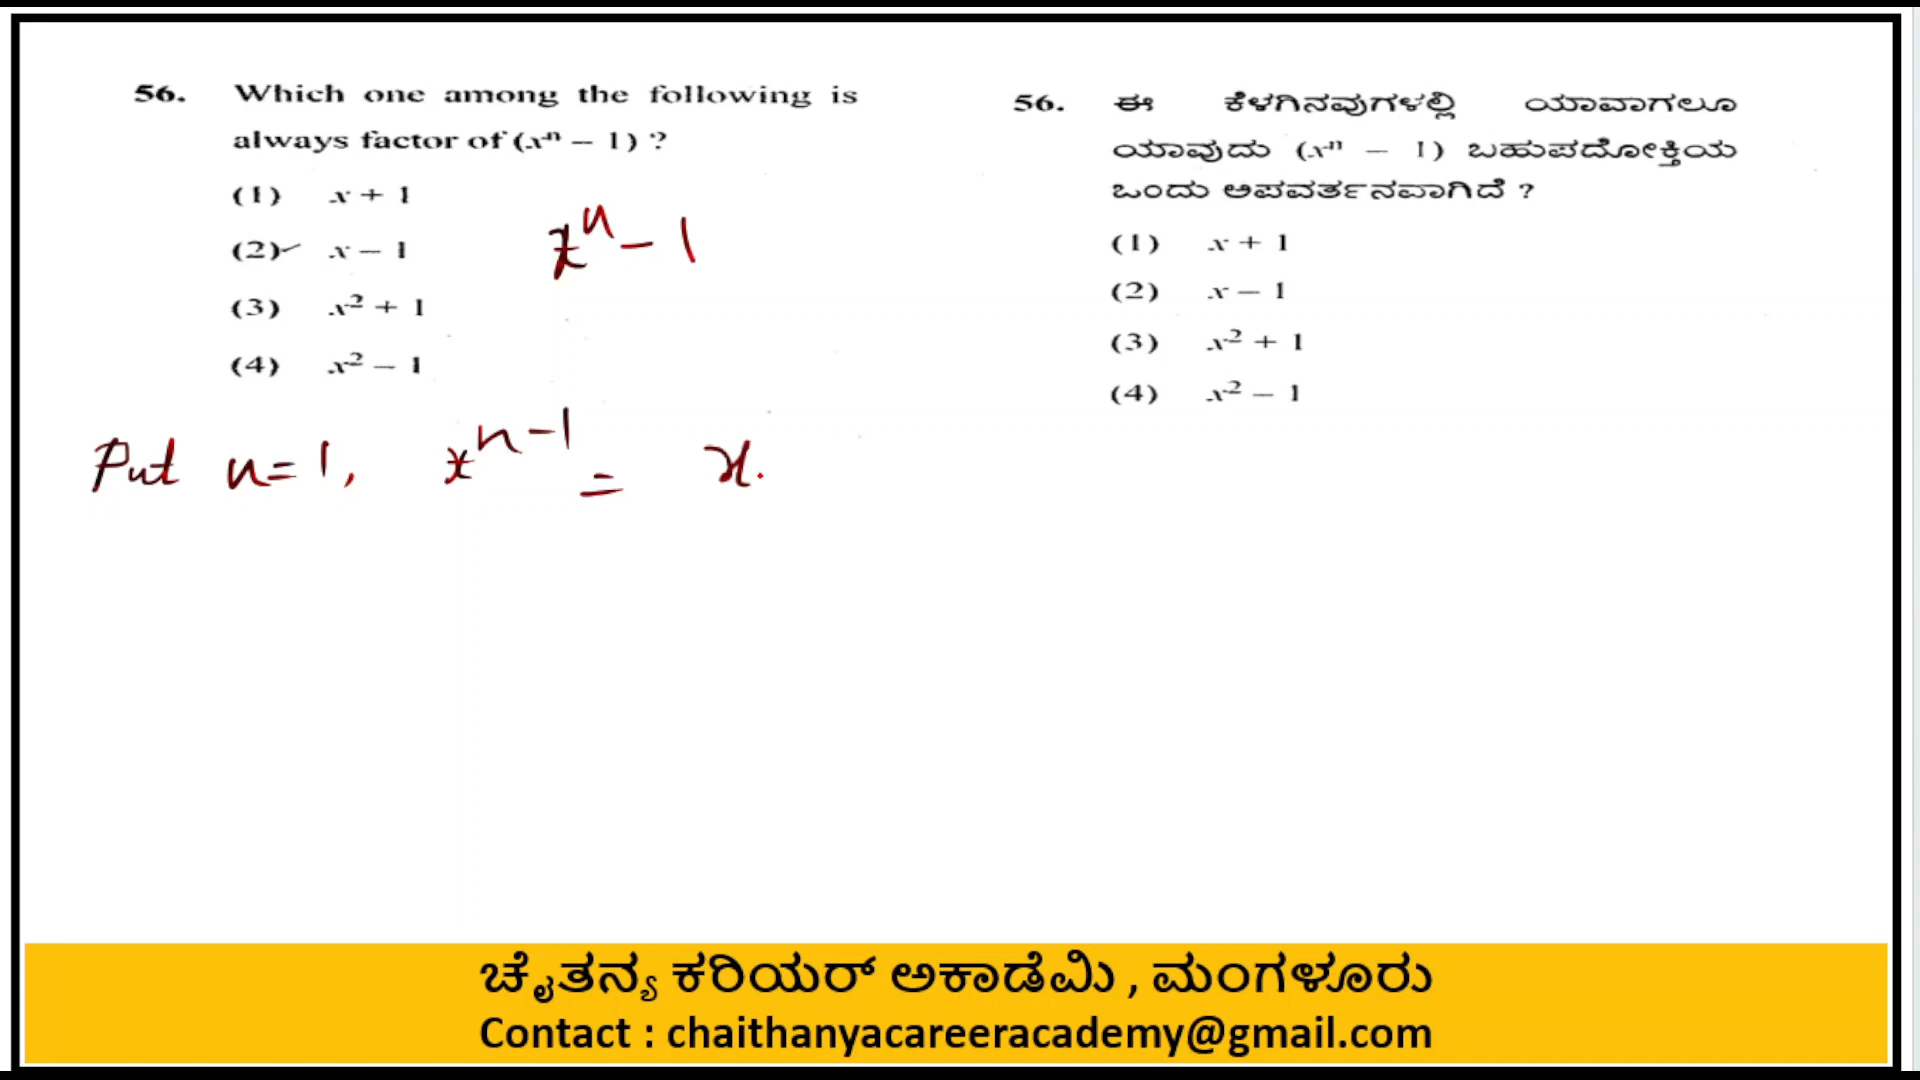 56. Which one among the following is
always factor of (xⁿ – 1) ?
(1) x + 1
(2) x – 1
(3) x² + 1
(4) x² – 1
xⁿ – 1
Put n = 1, xⁿ⁻¹ = x.
56. ಈ ಕೆಳಗಿನವುಗಳಲ್ಲಿ ಯಾವಾಗಲೂ
ಯಾವುದು (xⁿ – 1) ಬಹುಪದೋಕ್ತಿಯ
ಒಂದು ಅಪವರ್ತನವಾಗಿದೆ ?
(1) x + 1
(2) x – 1
(3) x² + 1
(4) x² – 1
ಚೈತನ್ಯ ಕರಿಯರ್ ಅಕಾಡೆಮಿ , ಮಂಗಳೂರು
Contact : chaithanyacareeracademy@gmail.com